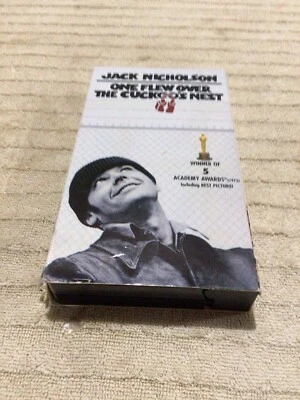 JACK NICHOLSON
ONE FLEW OVER
THE CUCKOO'S NEST
WINNER OF
5
ACADEMY AWARDS
Including BEST PICTURE!